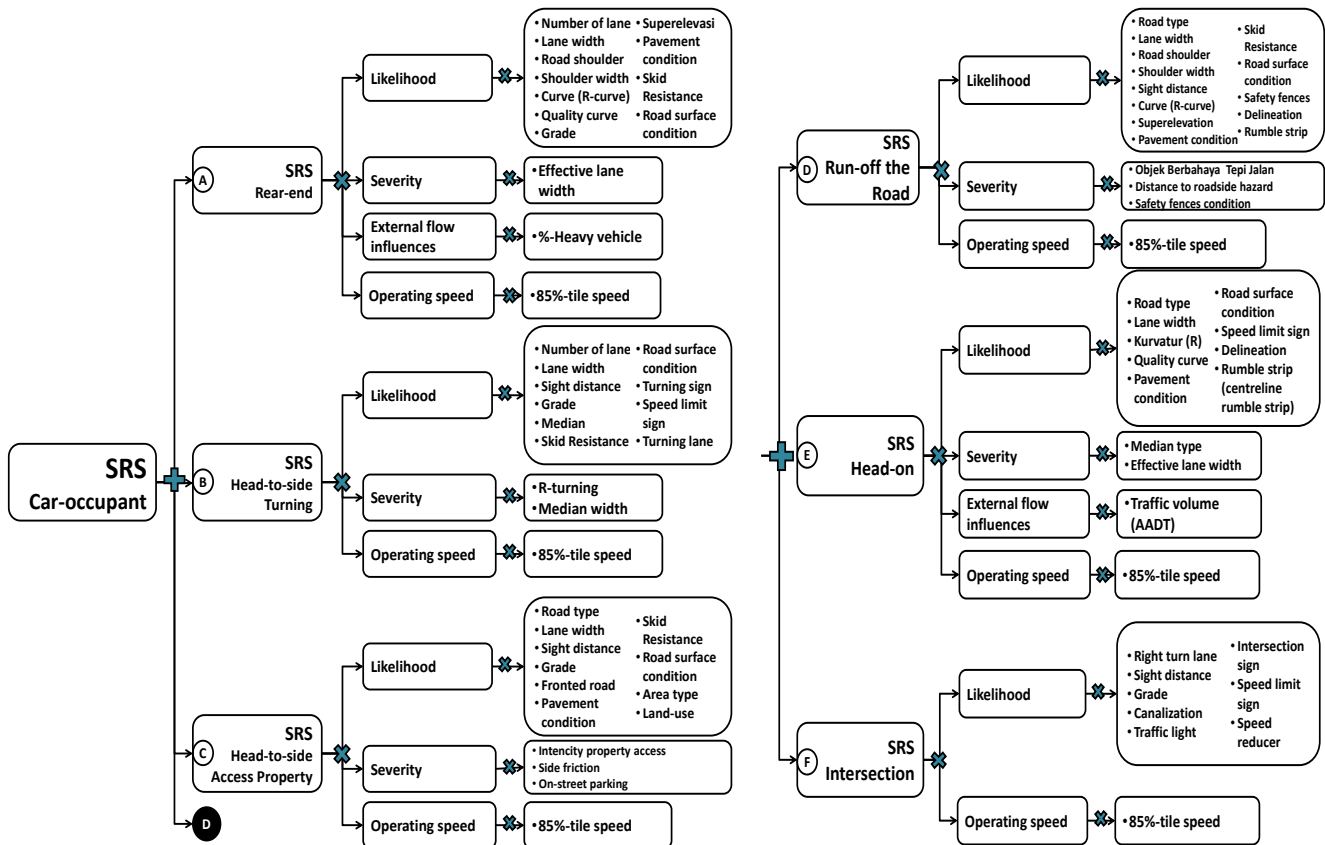 SRS
Car-occupant
A
SRS
Rear-end
Likelihood
• Number of lane
• Lane width
• Road shoulder
• Shoulder width
• Curve (R-curve)
• Quality curve
• Grade
• Superelevasi
• Pavement
condition
• Skid
Resistance
• Road surface
condition
Severity
• Effective lane
width
External flow
influences
• %-Heavy vehicle
Operating speed
• 85%-tile speed
B
SRS
Head-to-side
Turning
Likelihood
• Number of lane
• Lane width
• Sight distance
• Grade
• Median
• Skid Resistance
• Road surface
condition
• Turning sign
• Speed limit
sign
• Turning lane
Severity
• R-turning
• Median width
Operating speed
• 85%-tile speed
C
SRS
Head-to-side
Access Property
Likelihood
• Road type
• Lane width
• Sight distance
• Grade
• Fronted road
• Pavement
condition
• Skid
Resistance
• Road surface
condition
• Area type
• Land-use
Severity
• Intencity property access
• Side friction
• On-street parking
Operating speed
• 85%-tile speed
D
D
SRS
Run-off the
Road
Likelihood
• Road type
• Lane width
• Road shoulder
• Shoulder width
• Sight distance
• Curve (R-curve)
• Superelevation
• Pavement condition
• Skid
Resistance
• Road surface
condition
• Safety fences
• Delineation
• Rumble strip
Severity
• Objek Berbahaya Tepi Jalan
• Distance to roadside hazard
• Safety fences condition
Operating speed
• 85%-tile speed
E
SRS
Head-on
Likelihood
• Road type
• Lane width
• Kurvatur (R)
• Quality curve
• Pavement
condition
• Road surface
condition
• Speed limit sign
• Delineation
• Rumble strip
(centreline
rumble strip)
Severity
• Median type
• Effective lane width
External flow
influences
• Traffic volume
(AADT)
Operating speed
• 85%-tile speed
F
SRS
Intersection
Likelihood
• Right turn lane
• Sight distance
• Grade
• Canalization
• Traffic light
• Intersection
sign
• Speed limit
sign
• Speed
reducer
Operating speed
• 85%-tile speed